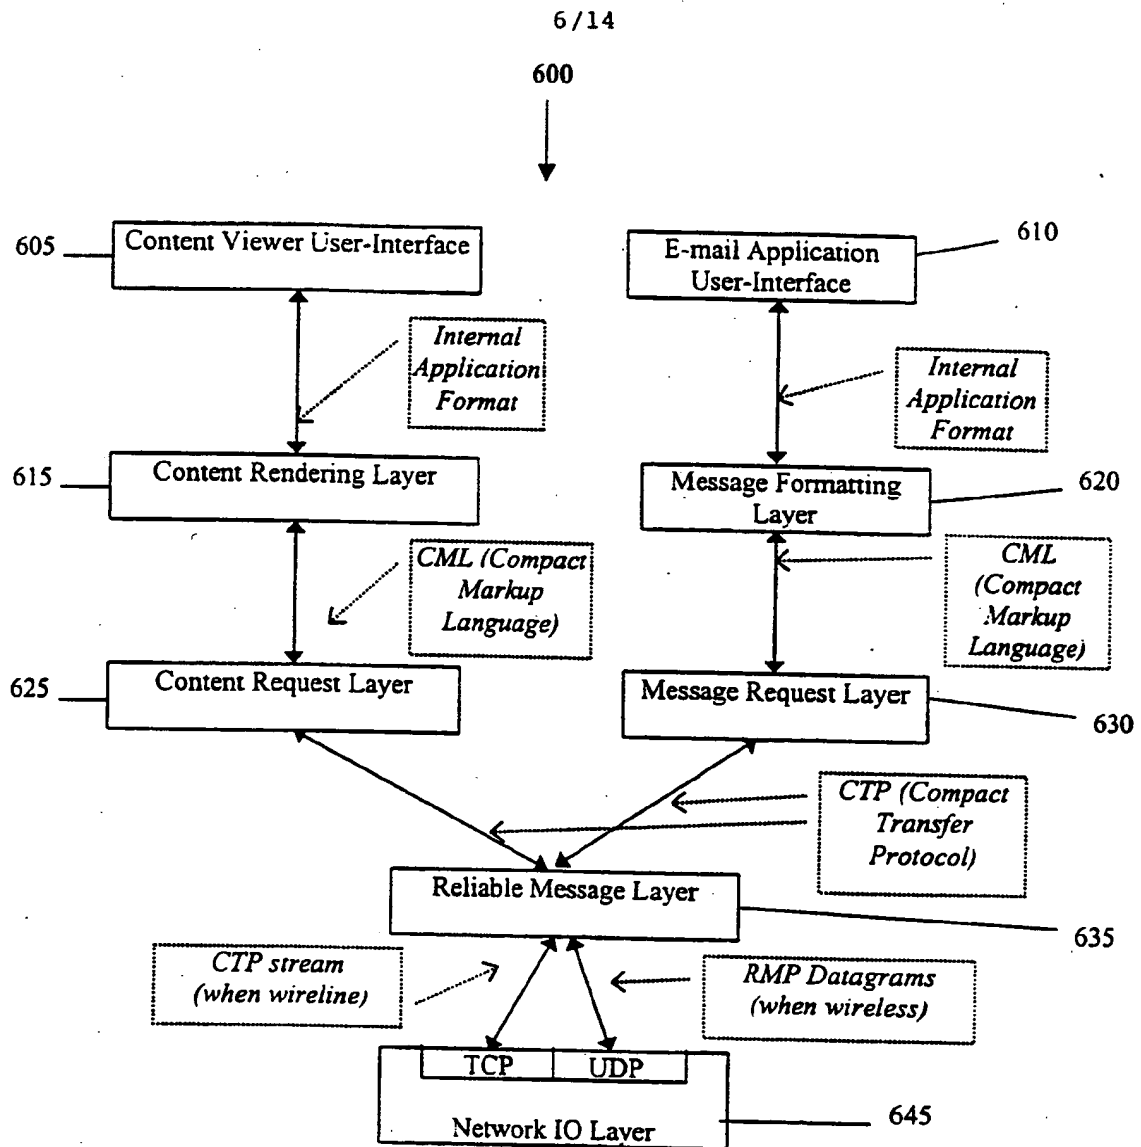 6/14
600
605
Content Viewer User-Interface
E-mail Application
User-Interface
610
Internal
Application
Format
Internal
Application
Format
615
Content Rendering Layer
Message Formatting
Layer
620
CML (Compact
Markup
Language)
CML
(Compact
Markup
Language)
625
Content Request Layer
Message Request Layer
630
CTP (Compact
Transfer
Protocol)
Reliable Message Layer
635
CTP stream
(when wireline)
RMP Datagrams
(when wireless)
TCP
UDP
Network IO Layer
645